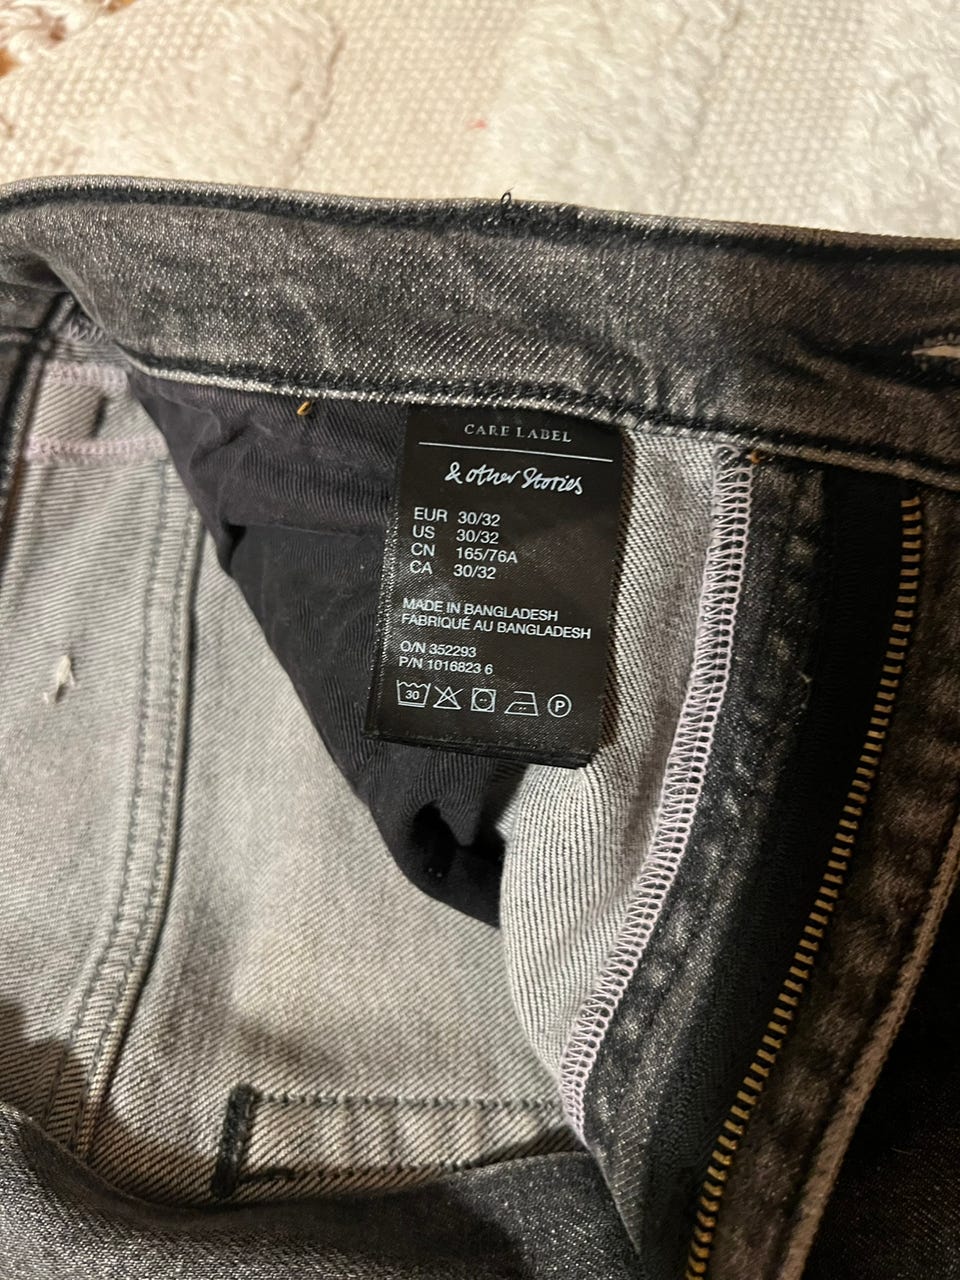 CARE LABEL
& other Stories
EUR 30/32
US 30/32
CN 165/76A
CA 30/32
MADE IN BANGLADESH
FABRIQUÉ AU BANGLADESH
O/N 352293
P/N 1016823 6
30 P